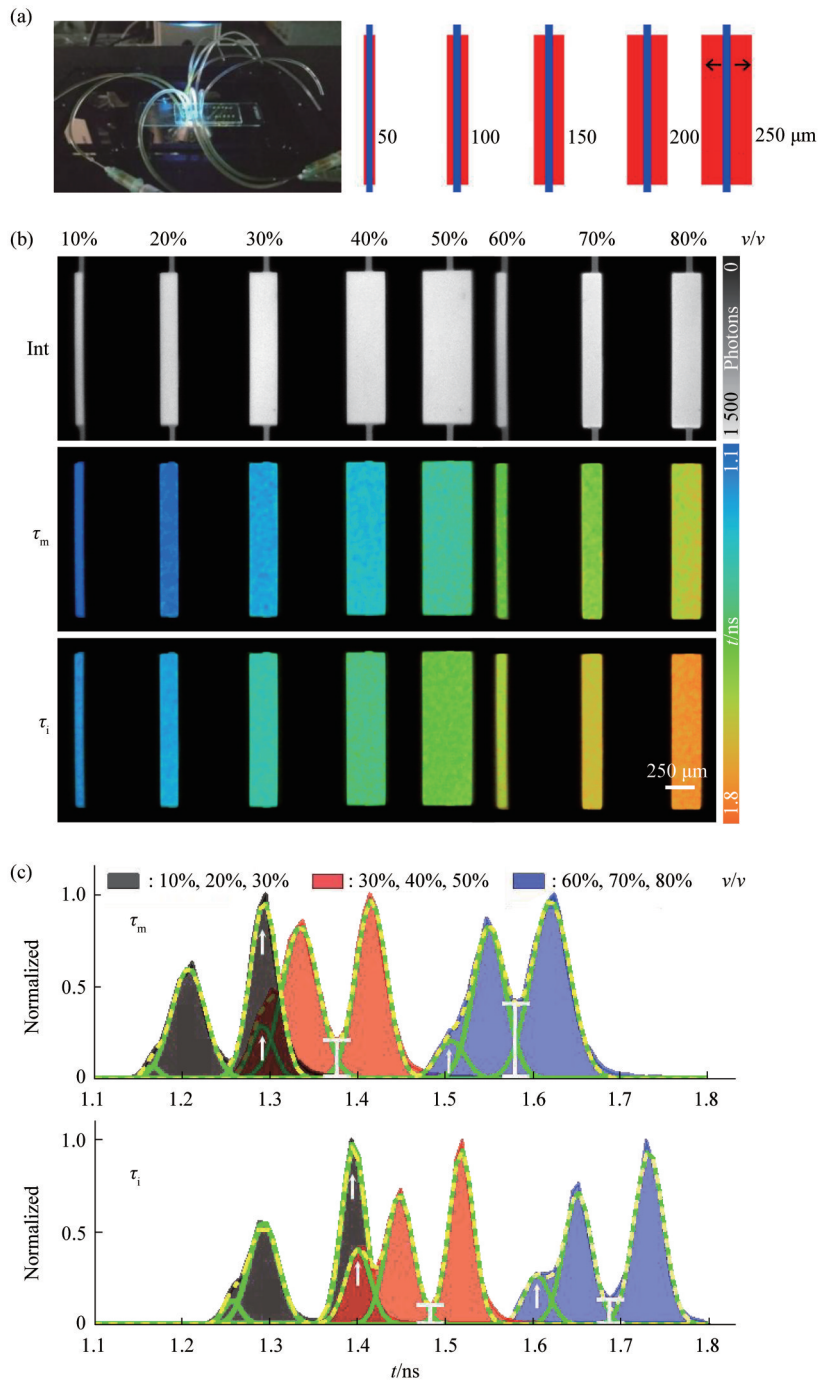 (a)
50
100
150
200
250 μm
(b)
10% 20% 30% 40% 50% 60% 70% 80% v/v
Int
0
Photons
1 500
τm
1.1
t/ns
τi
250 μm
1.8
(c)
: 10%, 20%, 30% : 30%, 40%, 50% : 60%, 70%, 80% v/v
1.0
τm
Normalized
0.5
0
1.1 1.2 1.3 1.4 1.5 1.6 1.7 1.8
1.0
τi
Normalized
0.5
0
1.1 1.2 1.3 1.4 1.5 1.6 1.7 1.8
t/ns